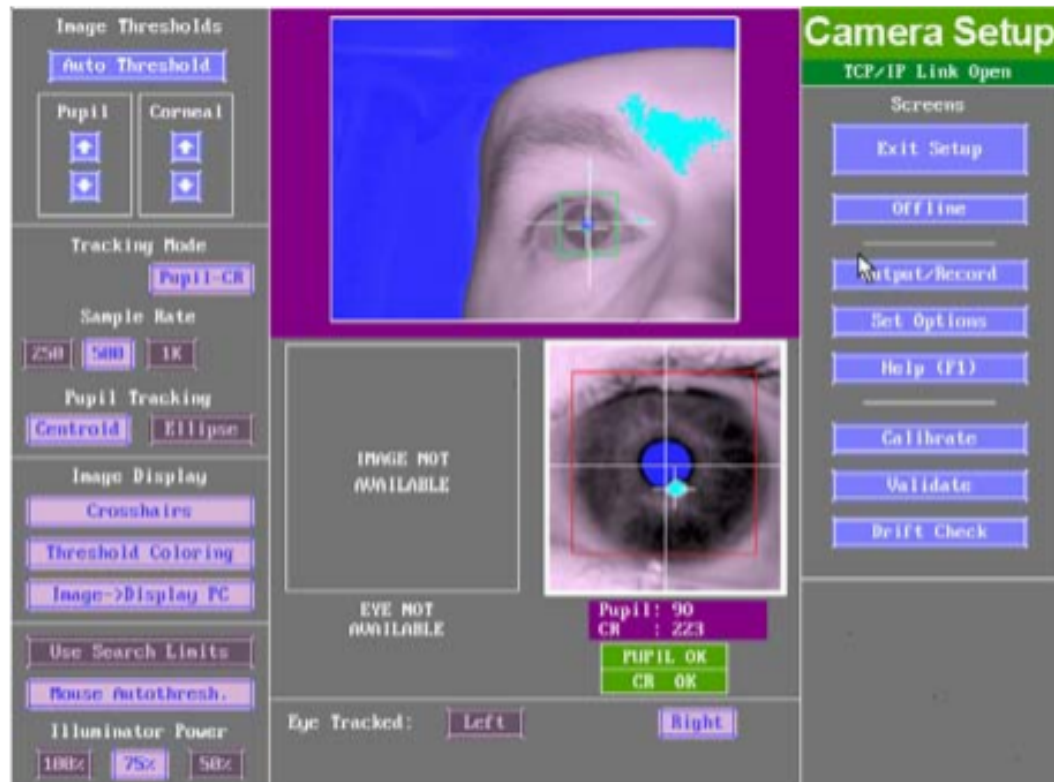 Image Thresholds
Auto Threshold
Pupil
Corneal
Tracking Mode
Pupil-CR
Sample Rate
250 500 1K
Pupil Tracking
Centroid Ellipse
Image Display
Crosshairs
Threshold Coloring
Image->Display PC
Use Search Limits
Mouse Autothresh.
Illuminator Power
100% 75% 50%
IMAGE NOT
AVAILABLE
EYE NOT
AVAILABLE
Pupil: 90
CR : 223
PUPIL OK
CR OK
Eye Tracked: Left Right
Camera Setup
TCP/IP Link Open
Screens
Exit Setup
Offline
Output/Record
Set Options
Help (F1)
Calibrate
Validate
Drift Check